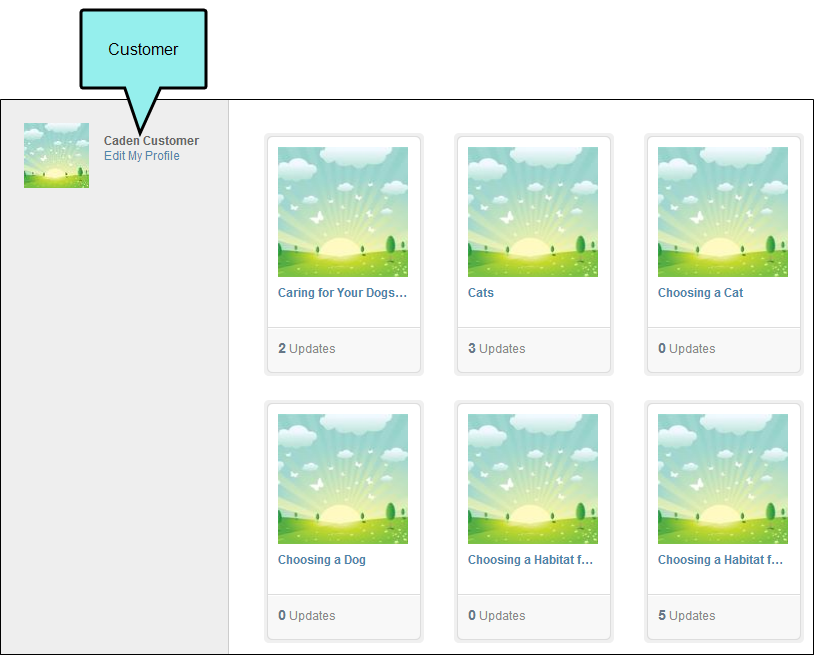 Customer
Caden Customer
Edit My Profile
Caring for Your Dogs...
Cats
Choosing a Cat
2 Updates
3 Updates
0 Updates
Choosing a Dog
Choosing a Habitat f...
Choosing a Habitat f...
0 Updates
0 Updates
5 Updates